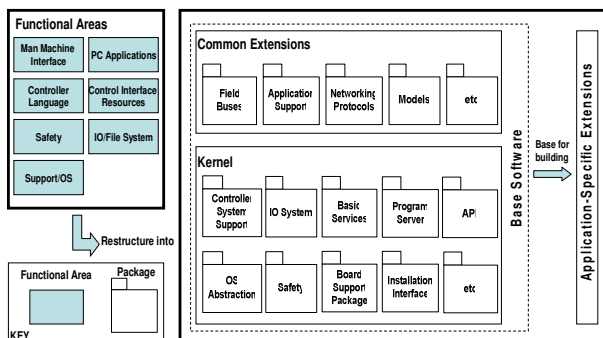 Functional Areas
Man Machine
Interface
PC Applications
Controller
Language
Control Interface
Resources
Safety
IO/File System
Support/OS
Restructure into
Functional Area
Package
KEY
Common Extensions
Field
Buses
Application
Support
Networking
Protocols
Models
etc
Kernel
Controller
System
Support
IO System
Basic
Services
Program
Server
API
OS
Abstraction
Safety
Board
Support
Package
Installation
Interface
etc
Base Software
Base for
building
Application-Specific Extensions